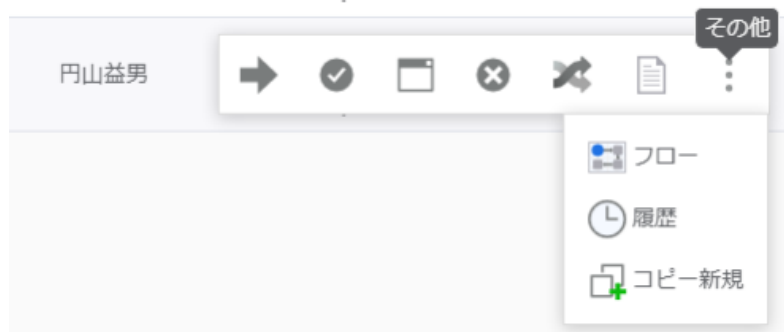 その他
円山益男
フロー
履歴
コピー新規